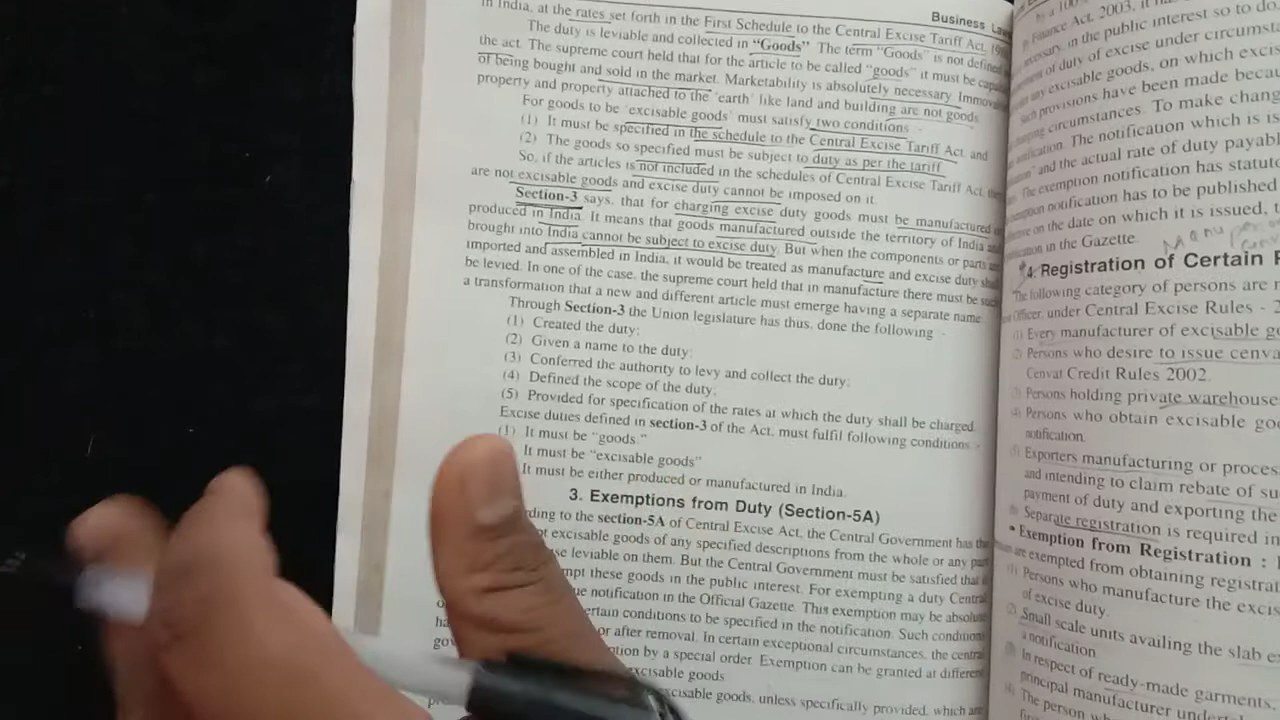 Business
in India, at the rates set forth in the First Schedule to the Central Excise Tariff Act,
The duty is leviable and collected in "Goods" The term "Goods" is not defined
the act. The supreme court held that for the article to be called "goods" it must be
of being bought and sold in the market. Marketability is absolutely necessary
property and property attached to the 'earth' like land and building are not goods.
For goods to be 'excisable goods' must satisfy two conditions -
(1) It must be specified in the schedule to the Central Excise Tariff Act, and
(2) The goods so specified must be subject to duty as per the tariff
So, if the articles is not included in the schedules of Central Excise Tariff Act,
are not excisable goods and excise duty cannot be imposed on it.
Section-3 says, that for charging excise duty goods must be manufactured
produced in India. It means that goods manufactured outside the territory of India
brought into India cannot be subject to excise duty. But when the components or parts
imported and assembled in India, it would be treated as manufacture and excise duty
be levied. In one of the case, the supreme court held that in manufacture there must be
a transformation that a new and different article must emerge having a separate name
Through Section-3 the Union legislature has thus, done the following -
(1) Created the duty;
(2) Given a name to the duty;
(3) Conferred the authority to levy and collect the duty;
(4) Defined the scope of the duty;
(5) Provided for specification of the rates at which the duty shall be charged.
Excise duties defined in section-3 of the Act, must fulfil following conditions -
(1) It must be "goods."
It must be "excisable goods"
It must be either produced or manufactured in India.
3. Exemptions from Duty (Section-5A)
to the section-5A of Central Excise Act, the Central Government has the
excisable goods of any specified descriptions from the whole or any part
leviable on them. But the Central Government must be satisfied that
these goods in the public interest. For exempting a duty Central
notification in the Official Gazette. This exemption may be absolute
conditions to be specified in the notification. Such conditions
or after removal. In certain exceptional circumstances, the central
by a special order. Exemption can be granted at different
excisable goods
excisable goods, unless specifically provided, which are
Finance Act, 2003, it
in the public interest so to do
of duty of excise under
any excisable goods, on which
such provisions have been made
circumstances. To make
The notification which is
and the actual rate of duty
The exemption notification has
notification has to be published
on the date on which it is issued,
in the Gazette.
4. Registration of Certain
The following category of persons are
Officer, under Central Excise Rules -
(1) Every manufacturer of excisable
(2) Persons who desire to issue
Cenvat Credit Rules 2002.
(3) Persons holding private
(4) Persons who obtain excisable
notification.
(5) Exporters manufacturing or
and intending to claim rebate of
payment of duty and exporting the
(6) Separate registration is required in
• Exemption from Registration :
are exempted from obtaining
(1) Persons who manufacture the
of excise duty.
(2) Small scale units availing the slab
a notification
(3) In respect of ready-made garments,
principal manufacturer
(4) The person